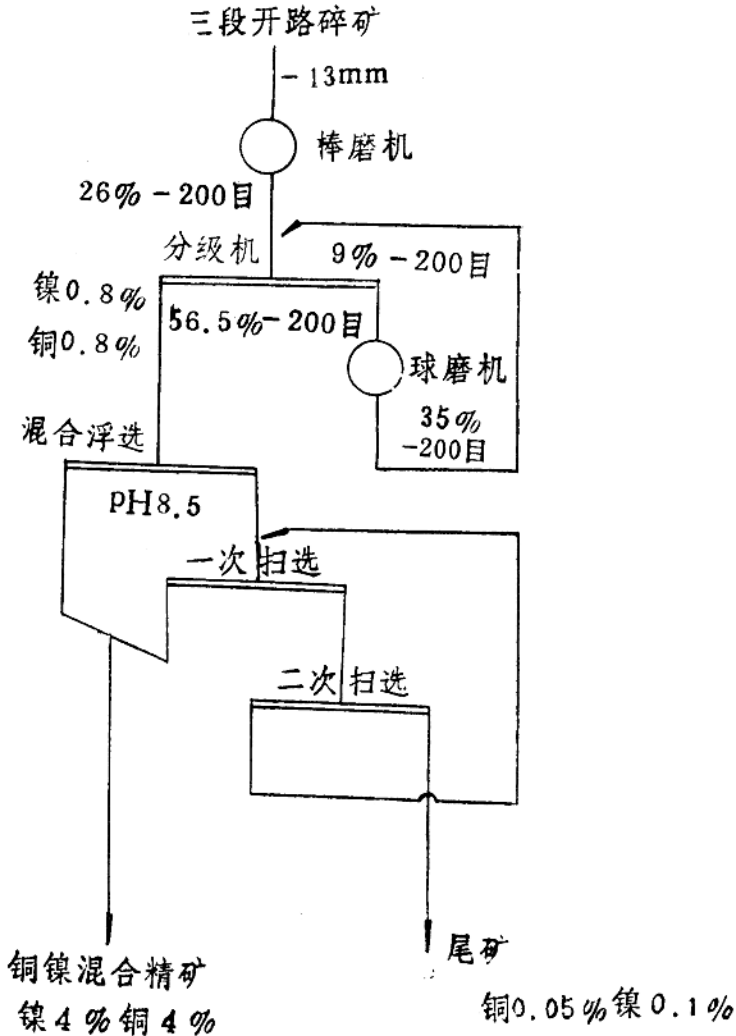 三段开路碎矿
-13mm
棒磨机
26%-200目
分级机
9%-200目
镍0.8%
56.5%-200目
铜0.8%
球磨机
35%
-200目
混合浮选
pH8.5
一次扫选
二次扫选
尾矿
铜镍混合精矿
镍4%铜4%
铜0.05%镍0.1%